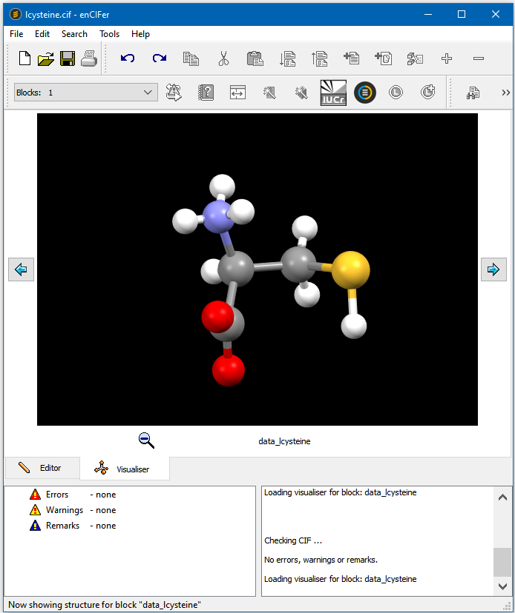 lcysteine.cif - enCIFer
File Edit Search Tools Help
Blocks: 1
IUCr
data_lcysteine
Editor Visualiser
Errors - none
Warnings - none
Remarks - none
Loading visualiser for block: data_lcysteine
Checking CIF ...
No errors, warnings or remarks.
Loading visualiser for block: data_lcysteine
Now showing structure for block "data_lcysteine"